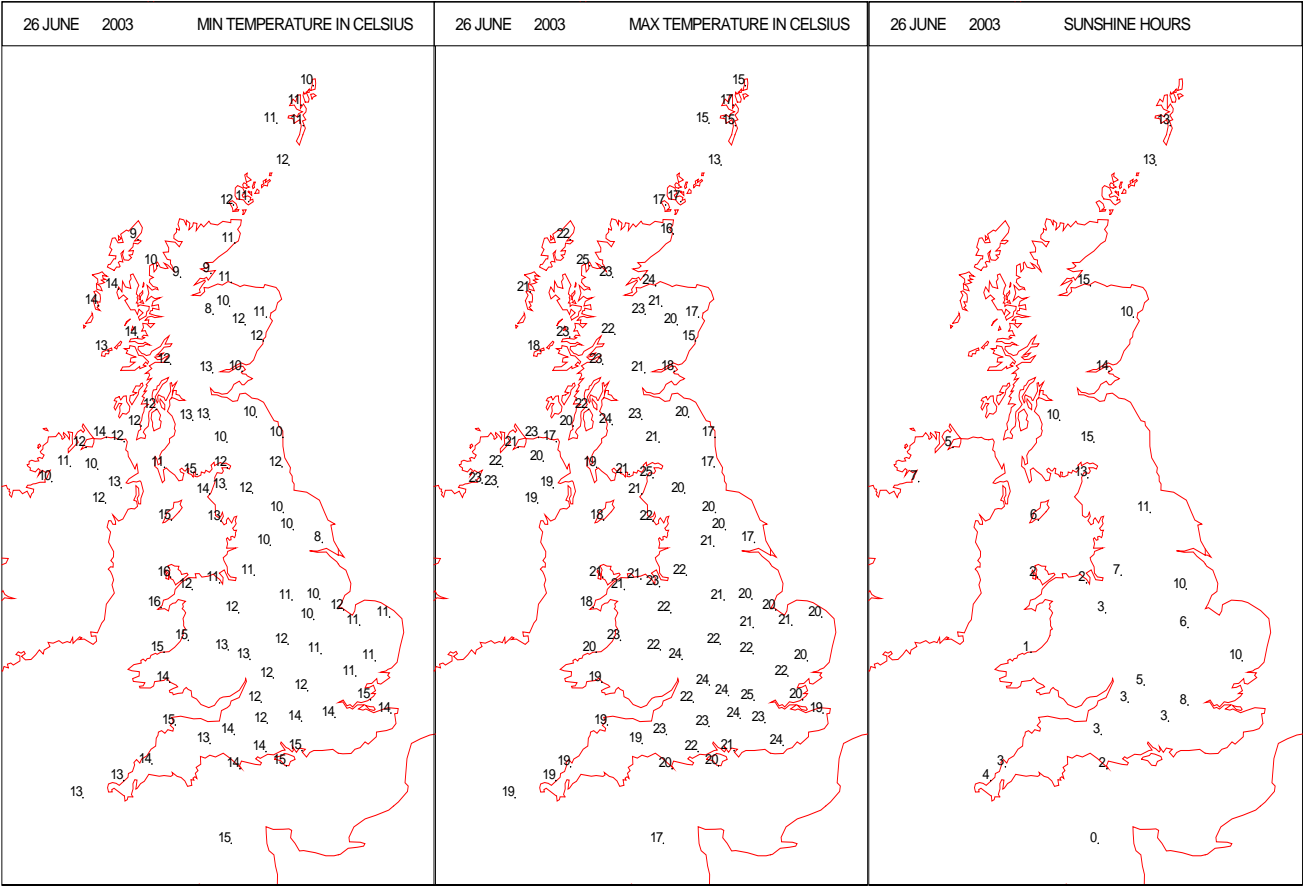 26 JUNE 2003 MIN TEMPERATURE IN CELSIUS
10.
11.
11. 11.
12.
12. 11.
9. 11.
10. 9. 9. 11.
14. 14. 10. 8. 11.
12.
14. 12.
13. 12. 13. 10.
12. 13. 13. 10.
12. 14. 12. 12. 10. 10.
11. 10. 11. 15. 12. 12.
10. 13. 14. 13. 12.
12. 10.
15. 13. 10. 8.
10.
16. 12. 11. 11.
16. 12. 11. 10. 12. 11.
10. 11.
15. 15. 13. 12. 11.
13. 11.
14. 12. 12. 11.
12. 15.
15. 14. 12. 14. 14. 14.
13. 14. 15.
14. 14. 15.
13.
13.
15.
26 JUNE 2003 MAX TEMPERATURE IN CELSIUS
15.
17.
15. 15.
13.
17. 17.
22. 16.
25. 23. 24.
21. 23. 21. 17.
20.
23. 22. 15.
18. 23. 21. 18.
22. 24. 23. 20.
20. 23. 21. 17. 21. 17.
22. 20. 19. 21. 25. 17.
23. 23. 19. 21. 20.
19. 20.
18. 22. 20. 17.
21.
21. 21. 21. 23. 22.
18. 22. 21. 20. 20. 20.
21. 21.
20. 23. 22. 22. 22.
24. 20.
19. 24. 22.
22. 24. 25. 20.
19. 23. 23. 24. 23. 19.
19. 22. 21. 24.
19. 20. 20.
19.
19.
17.
26 JUNE 2003 SUNSHINE HOURS
13.
13.
15.
10.
14.
10.
5. 15.
7. 13.
6. 11.
2. 2. 7. 10.
3. 6.
1. 10.
5.
3. 8.
3. 3.
3. 2.
4.
0.